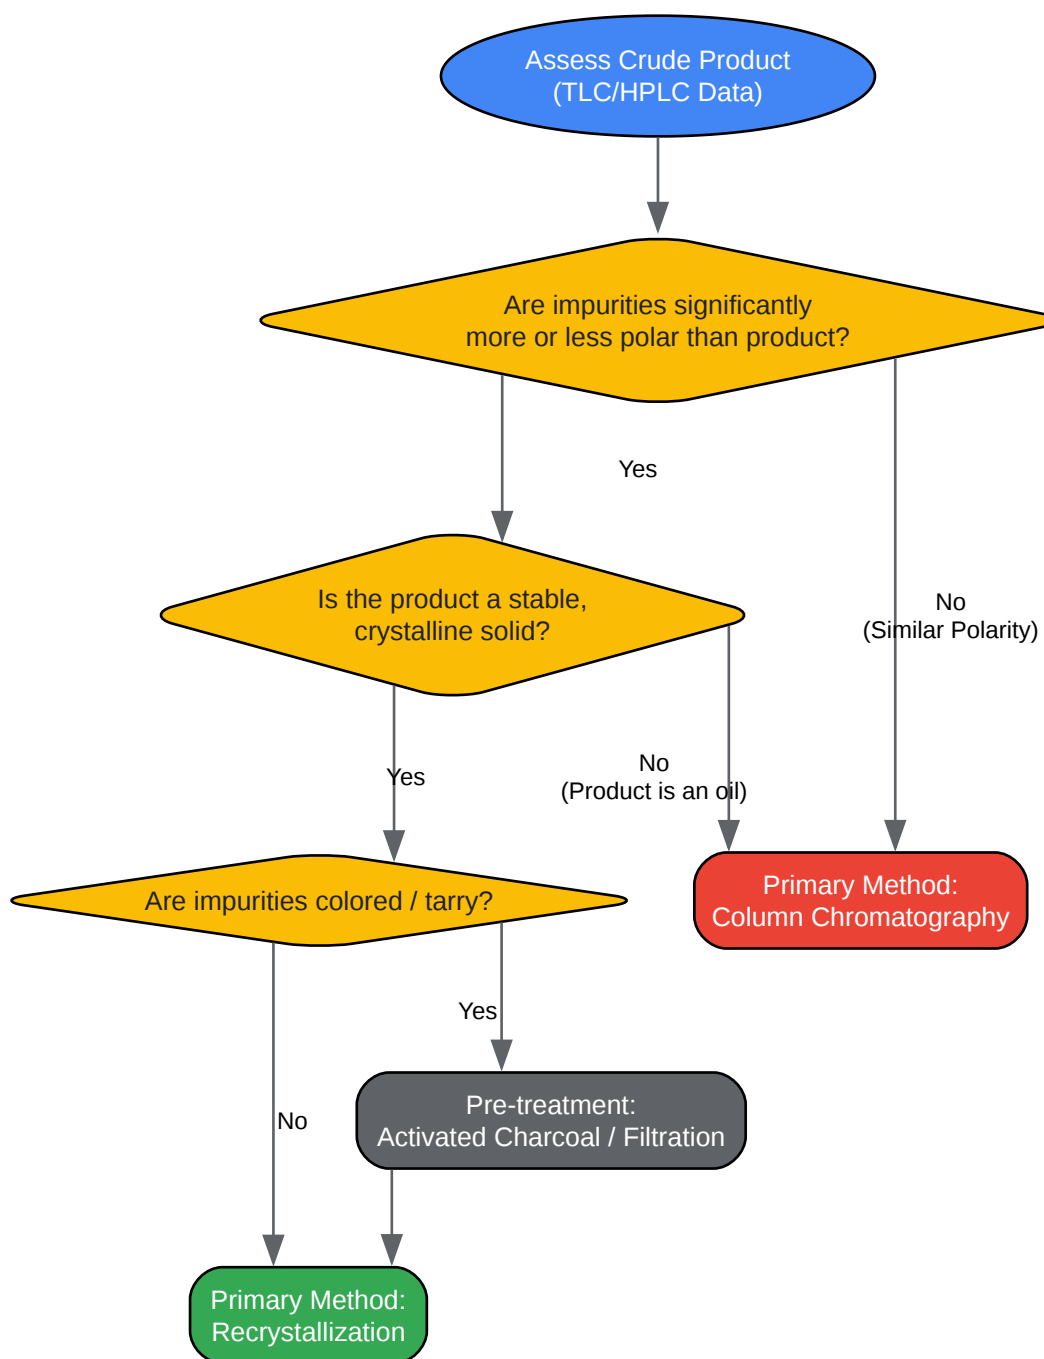 Assess Crude Product
(TLC/HPLC Data)
Are impurities significantly
more or less polar than product?
Yes
Is the product a stable,
crystalline solid?
No
(Similar Polarity)
Yes
No
(Product is an oil)
Are impurities colored / tarry?
Primary Method:
Column Chromatography
Yes
No
Pre-treatment:
Activated Charcoal / Filtration
Primary Method:
Recrystallization